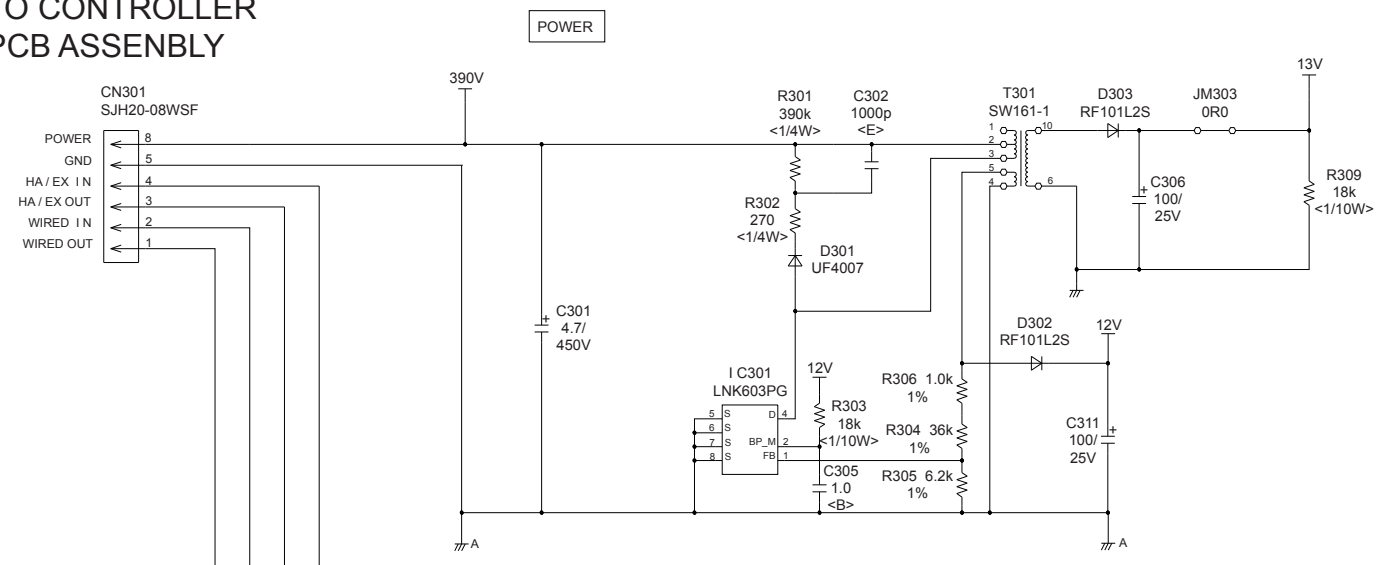 O CONTROLLER
PCB ASSENBLY
POWER
CN301
SJH20-08WSF
POWER 8
GND 5
HA / EX I N 4
HA / EX OUT 3
WIRED I N 2
WIRED OUT 1
390V
C301
4.7/
450V
+
R301
390k
<1/4W>
C302
1000p
<E>
R302
270
<1/4W>
D301
UF4007
I C301
LNK603PG
5 S D 4
6 S
7 S BP_M 2
8 S FB 1
12V
R303
18k
<1/10W>
C305
1.0
<B>
T301
SW161-1
1 10
2
3
5
4 6
D303
RF101L2S
JM303
0R0
13V
+
C306
100/
25V
R309
18k
<1/10W>
D302
RF101L2S
12V
R306 1.0k
1%
R304 36k
1%
R305 6.2k
1%
C311
100/
25V
+
A
A